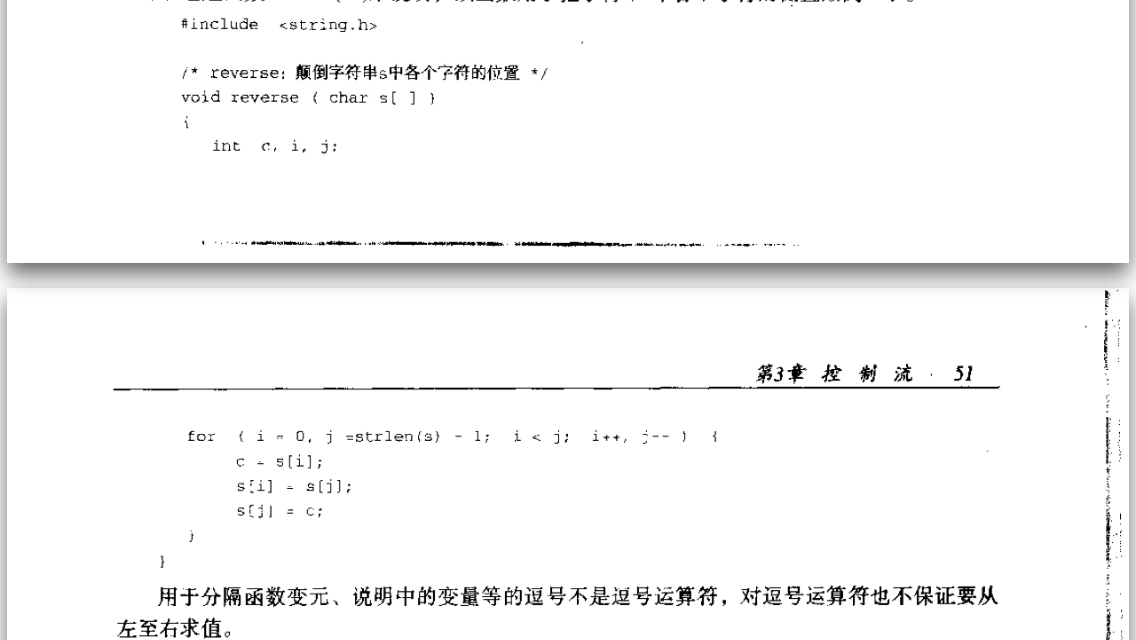 #include <string.h>
/* reverse: 颠倒字符串s中各个字符的位置 */
void reverse ( char s[ ] )
{
int c, i, j;
第3章 控 制 流 · 51
for ( i = 0, j =strlen(s) - 1; i < j; i++, j-- ) {
c = s[i];
s[i] = s[j];
s[j] = c;
}
}
用于分隔函数变元、说明中的变量等的逗号不是逗号运算符，对逗号运算符也不保证要从
左至右求值。